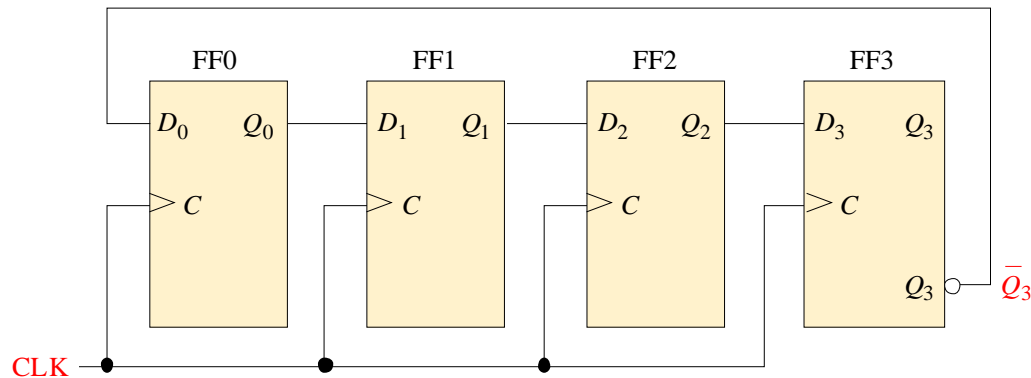 FF0 FF1 FF2 FF3
D₀ Q₀ D₁ Q₁ D₂ Q₂ D₃ Q₃
C C C C
Q₃ Q̅₃
CLK